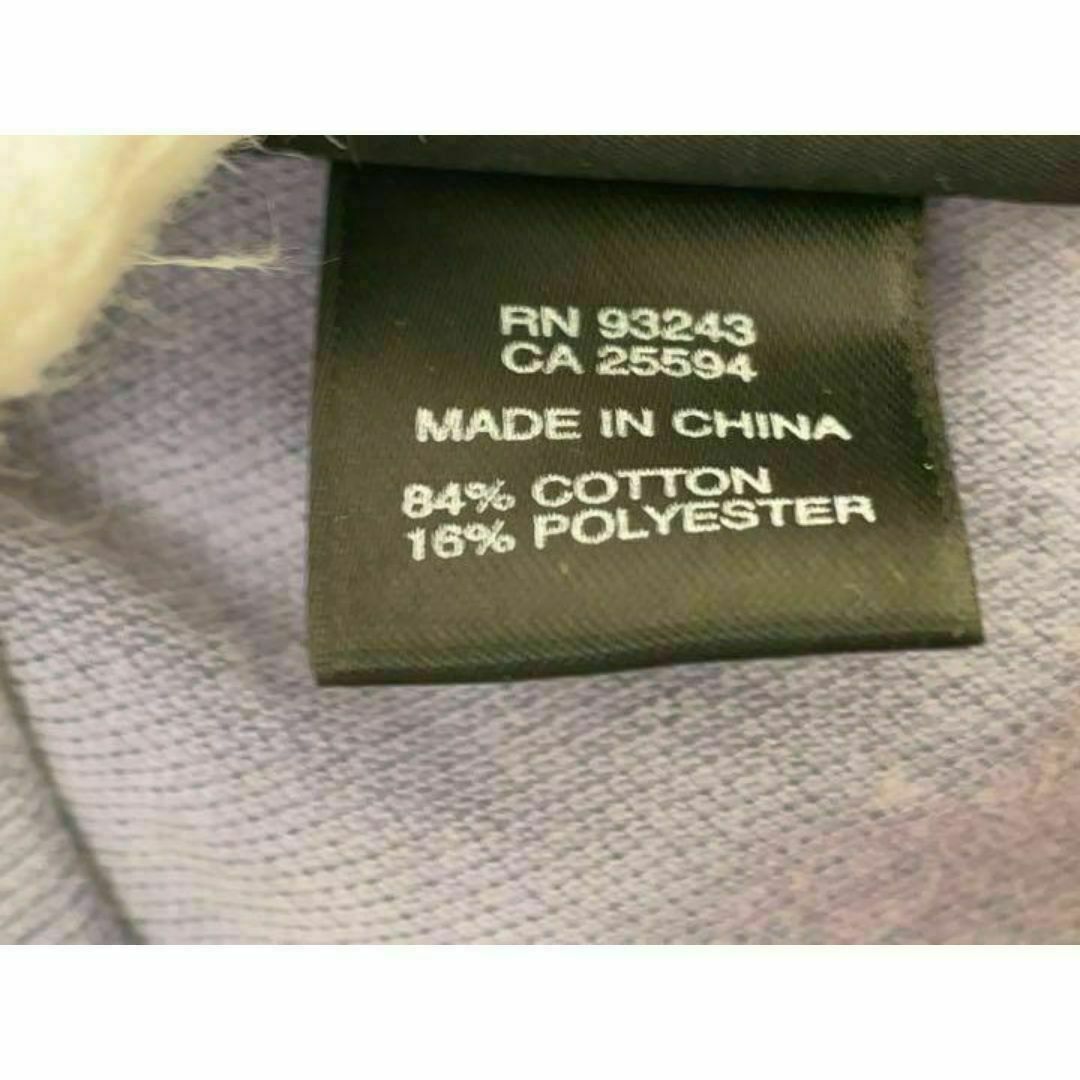 RN 93243
CA 25594
MADE IN CHINA
84% COTTON
16% POLYESTER